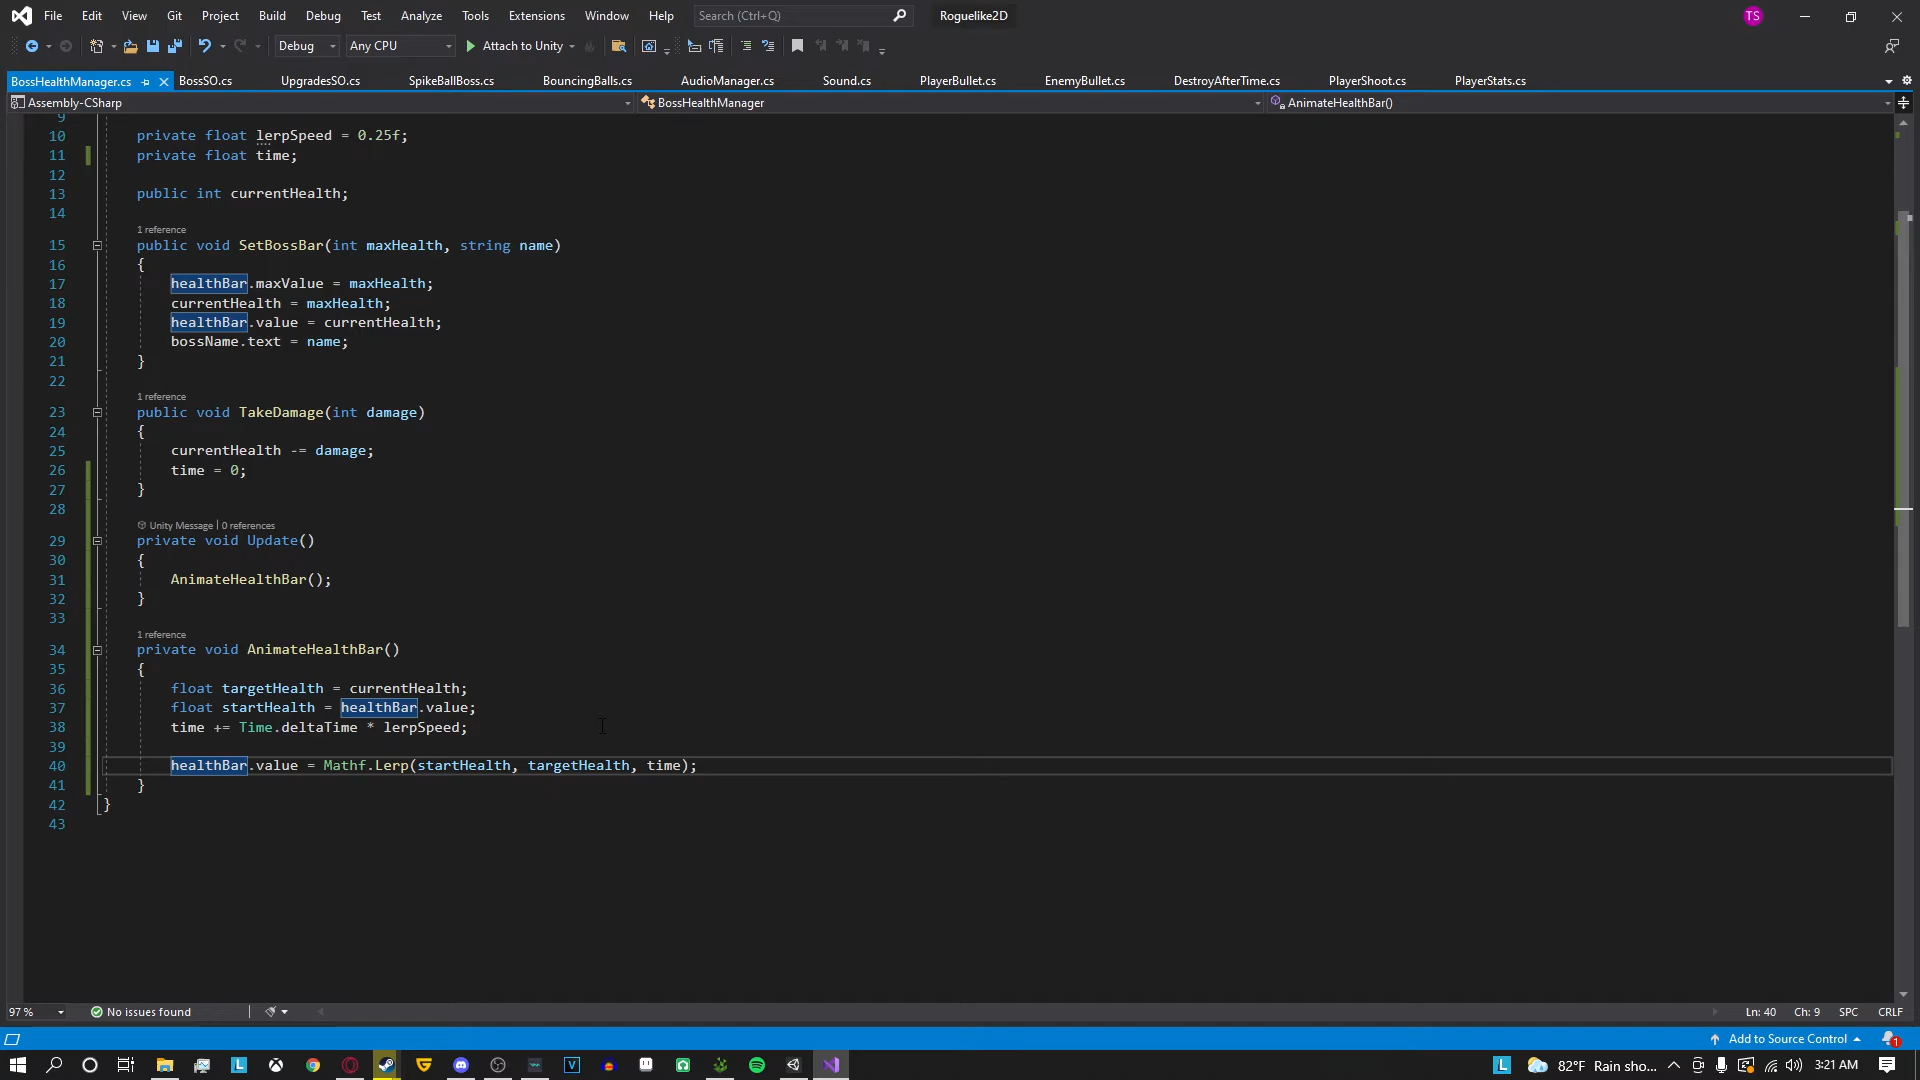 File Edit View Git Project Build Debug Test Analyze Tools Extensions Window Help Search (Ctrl+Q) Roguelike2D TS
Debug Any CPU Attach to Unity
BossHealthManager.cs BossSO.cs UpgradesSO.cs SpikeBallBoss.cs BouncingBalls.cs AudioManager.cs Sound.cs PlayerBullet.cs EnemyBullet.cs DestroyAfterTime.cs PlayerShoot.cs PlayerStats.cs
Assembly-CSharp BossHealthManager AnimateHealthBar()
9
10 private float lerpSpeed = 0.25f;
11 private float time;
12
13 public int currentHealth;
14
1 reference
15 public void SetBossBar(int maxHealth, string name)
16 {
17 healthBar.maxValue = maxHealth;
18 currentHealth = maxHealth;
19 healthBar.value = currentHealth;
20 bossName.text = name;
21 }
22
1 reference
23 public void TakeDamage(int damage)
24 {
25 currentHealth -= damage;
26 time = 0;
27 }
28
Unity Message | 0 references
29 private void Update()
30 {
31 AnimateHealthBar();
32 }
33
1 reference
34 private void AnimateHealthBar()
35 {
36 float targetHealth = currentHealth;
37 float startHealth = healthBar.value;
38 time += Time.deltaTime * lerpSpeed;
39
40 healthBar.value = Mathf.Lerp(startHealth, targetHealth, time);
41 }
42 }
43
97 % No issues found Ln: 40 Ch: 9 SPC CRLF
Add to Source Control 1
L V L 82°F Rain sho... 3:21 AM